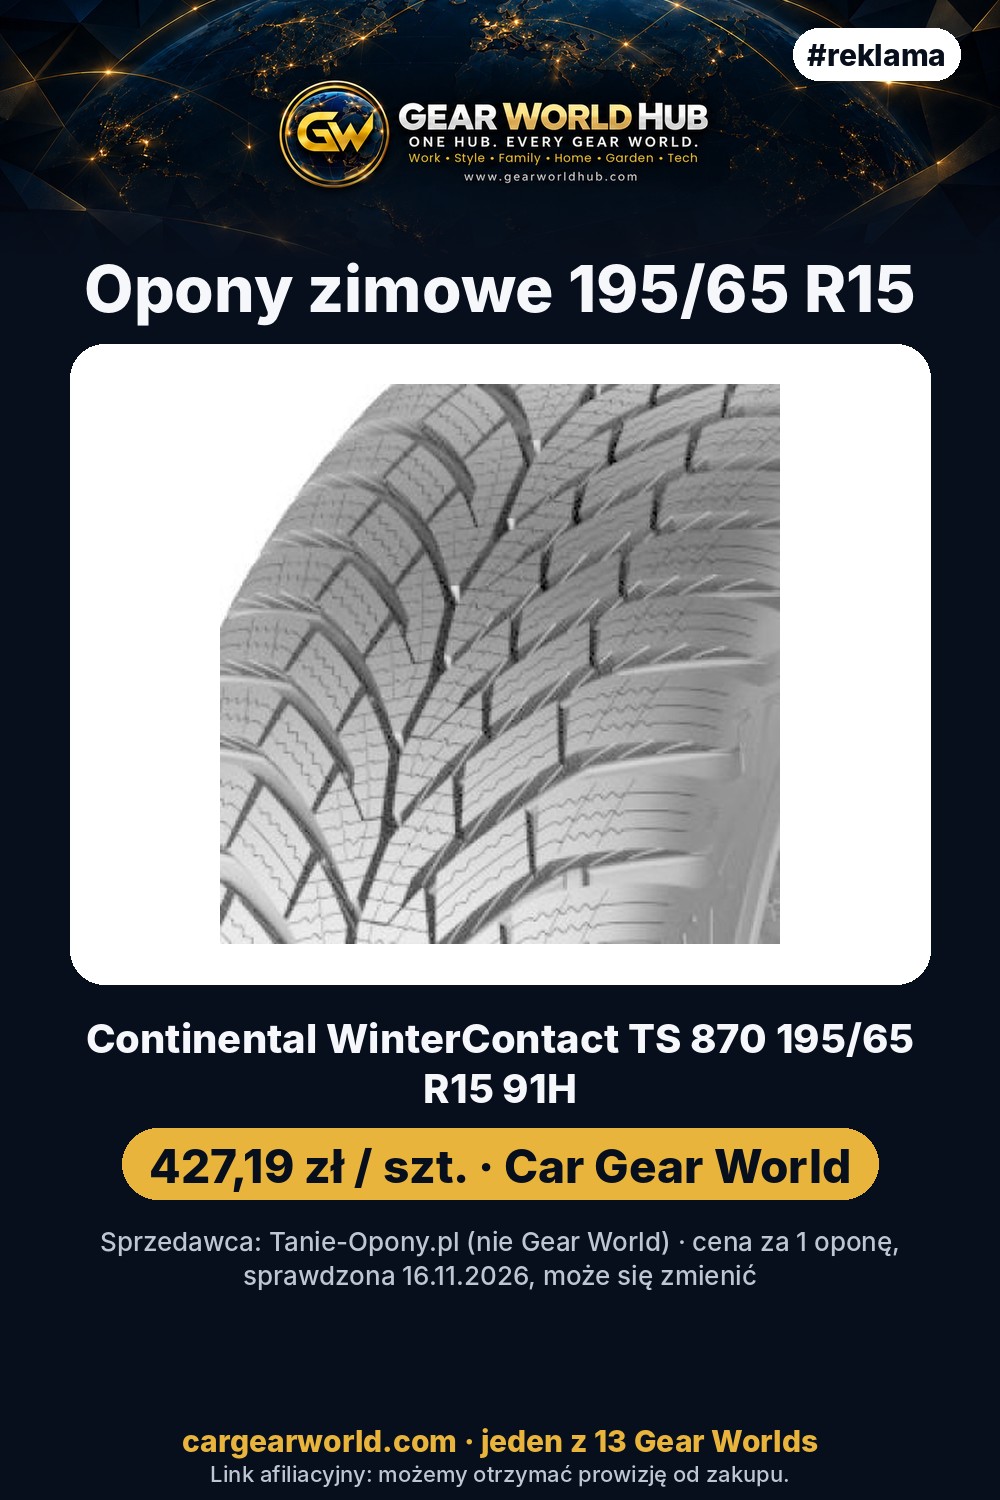 #reklama
GW
GEAR WORLD HUB
ONE HUB. EVERY GEAR WORLD.
Work • Style • Family • Home • Garden • Tech
www.gearworldhub.com
Opony zimowe 195/65 R15
Continental WinterContact TS 870 195/65
R15 91H
427,19 zł / szt. · Car Gear World
Sprzedawca: Tanie-Opony.pl (nie Gear World) · cena za 1 oponę,
sprawdzona 16.11.2026, może się zmienić
cargearworld.com · jeden z 13 Gear Worlds
Link afiliacyjny: możemy otrzymać prowizję od zakupu.